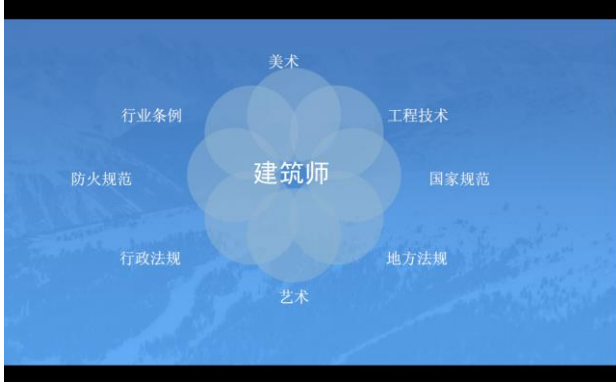 美术
行业条例
工程技术
防火规范
建筑师
国家规范
行政法规
地方法规
艺术